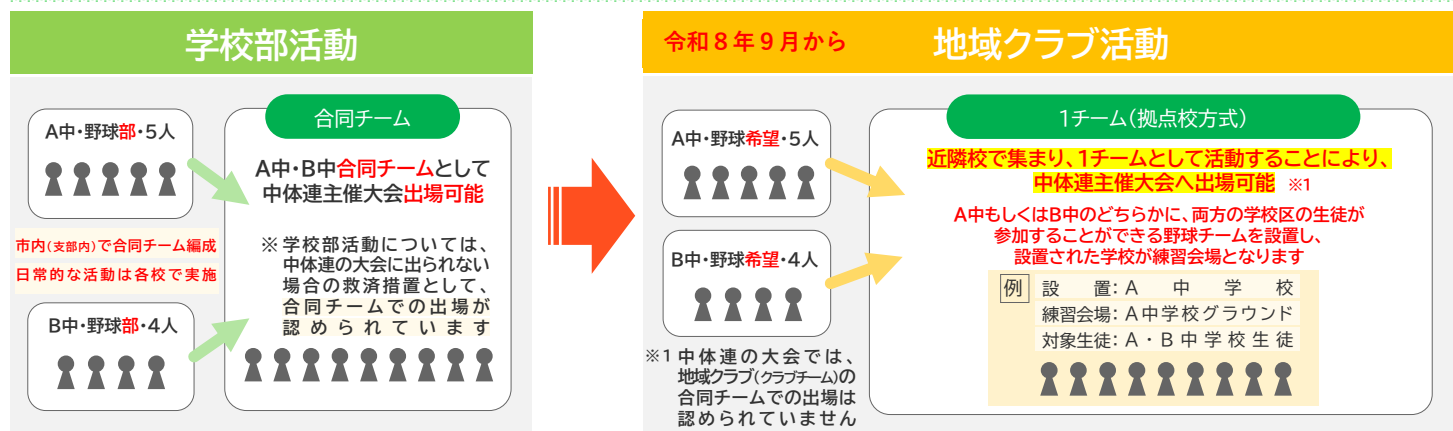 学校部活動
A中・野球部・5人
市内(支部内)で合同チーム編成
日常的な活動は各校で実施
B中・野球部・4人
合同チーム
A中・B中合同チームとして
中体連主催大会出場可能
※学校部活動については、
中体連の大会に出られない
場合の救済措置として、
合同チームでの出場が
認められています
令和8年9月から
地域クラブ活動
A中・野球希望・5人
B中・野球希望・4人
※1中体連の大会では、
地域クラブ(クラブチーム)の
合同チームでの出場は
認められていません
1チーム(拠点校方式)
近隣校で集まり、1チームとして活動することにより、
中体連主催大会へ出場可能 ※1
A中もしくはB中のどちらかに、両方の学校区の生徒が
参加することができる野球チームを設置し、
設置された学校が練習会場となります
例
設置:A中学校
練習会場:A中学校グラウンド
対象生徒:A・B中学校生徒